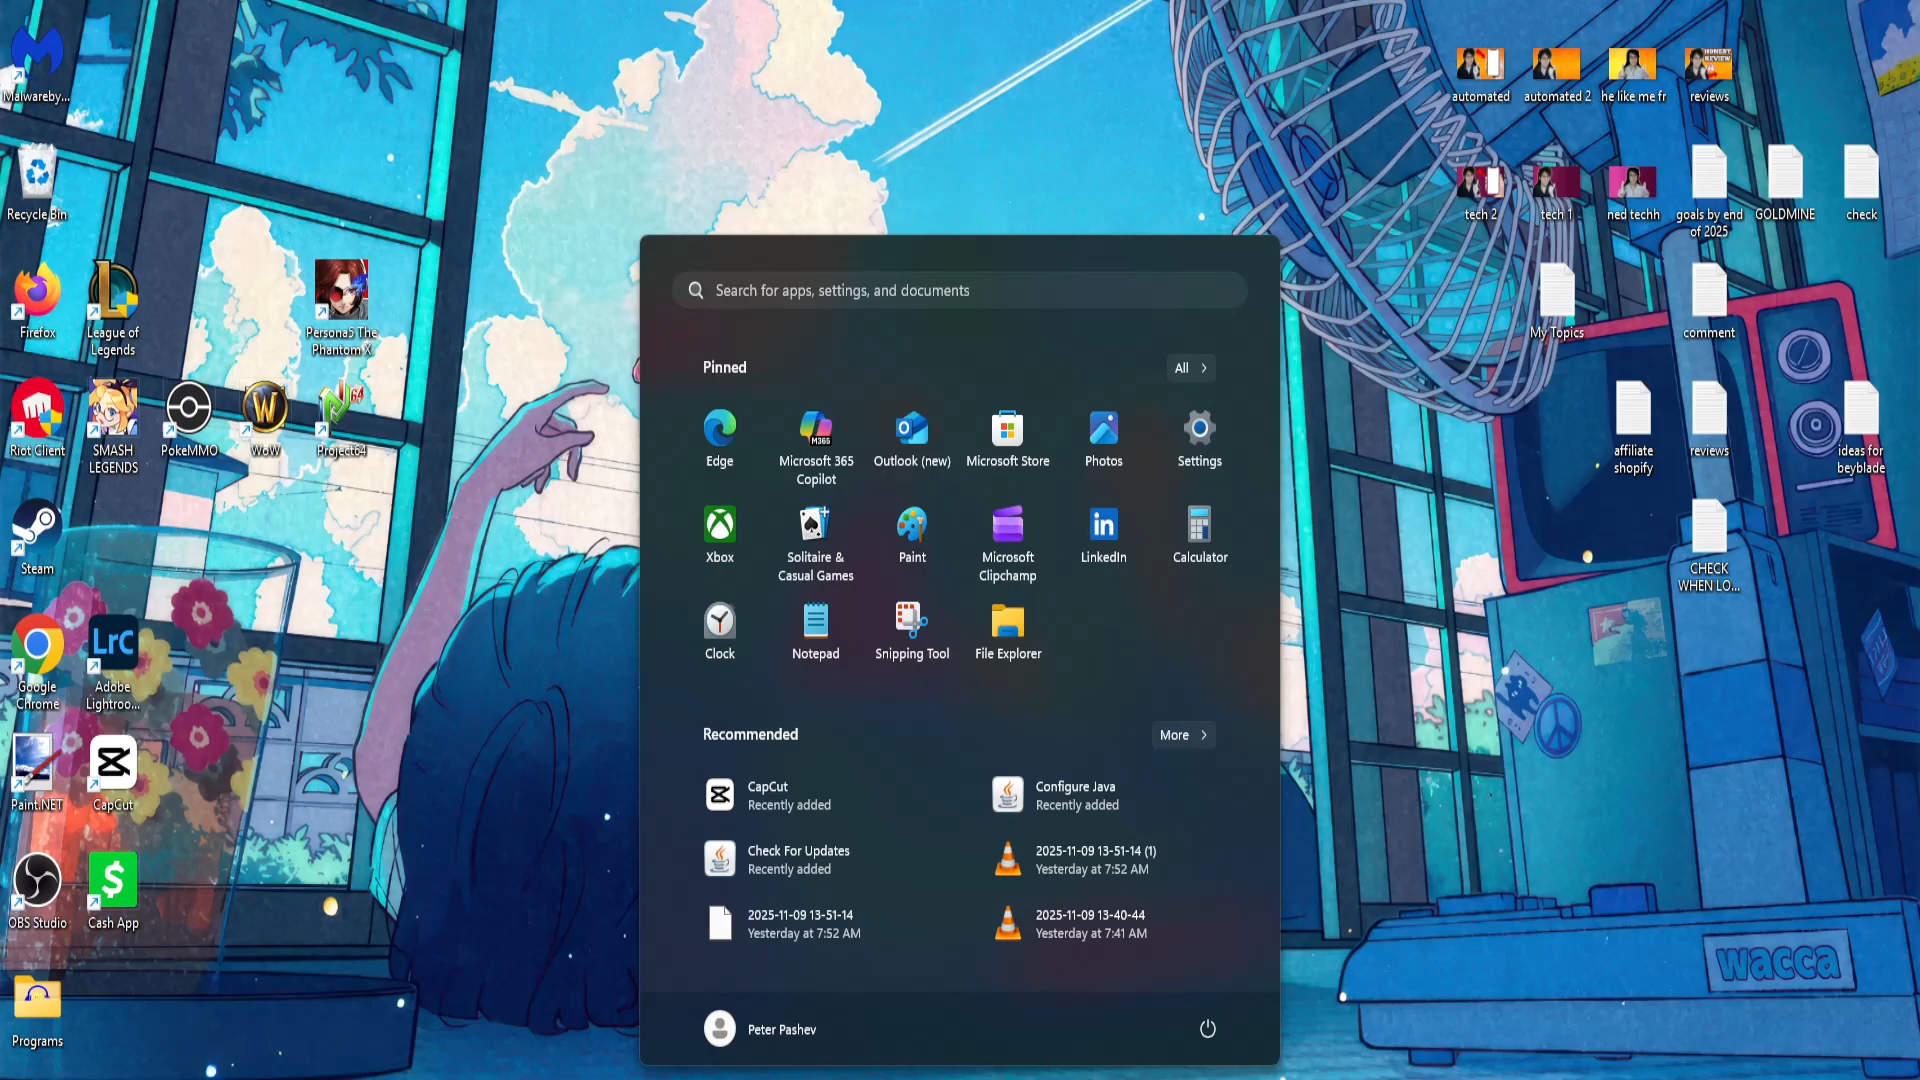 Malwareby...
Recycle Bin
Firefox
League of
Legends
Persona5 The
Phantom X
Riot Client
SMASH
LEGENDS
PokeMMO
WoW
Project64
64
Steam
Google
Chrome
LrC
Adobe
Lightroo...
Paint.NET
CapCut
OBS Studio
Cash App
Programs
Search for apps, settings, and documents
Pinned
All
Edge
M365
Microsoft 365
Copilot
Outlook (new)
Microsoft Store
Photos
Settings
Xbox
Solitaire &
Casual Games
Paint
Microsoft
Clipchamp
in
LinkedIn
Calculator
Clock
Notepad
Snipping Tool
File Explorer
Recommended
More
CapCut
Recently added
Configure Java
Recently added
Check For Updates
Recently added
2025-11-09 13-51-14 (1)
Yesterday at 7:52 AM
2025-11-09 13-51-14
Yesterday at 7:52 AM
2025-11-09 13-40-44
Yesterday at 7:41 AM
Peter Pashev
automated
automated 2
he like me fr
HONEST
REVIEW
reviews
tech 2
tech 1
ned techh
goals by end
of 2025
GOLDMINE
check
My Topics
comment
affiliate
shopify
reviews
ideas for
beyblade
CHECK
WHEN LO...
wacca